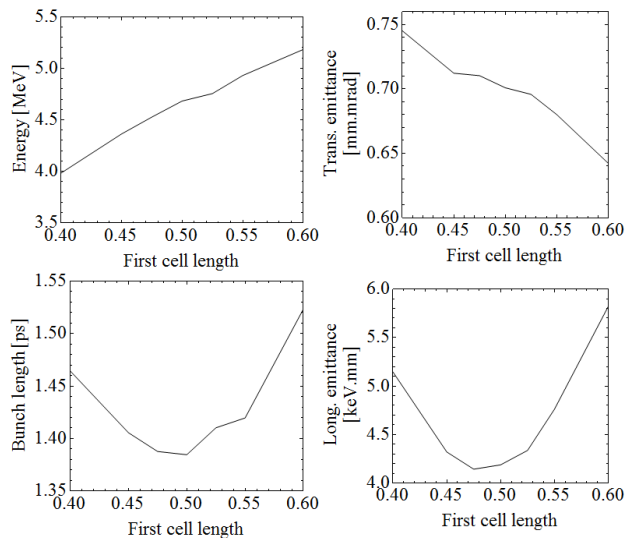 Energy [MeV]
5.5
5.0
4.5
4.0
3.5
0.40 0.45 0.50 0.55 0.60
First cell length
Trans. emittance
[mm.mrad]
0.75
0.70
0.65
0.60
0.40 0.45 0.50 0.55 0.60
First cell length
Bunch length [ps]
1.55
1.50
1.45
1.40
1.35
0.40 0.45 0.50 0.55 0.60
First cell length
Long. emittance
[keV.mm]
6.0
5.5
5.0
4.5
4.0
0.40 0.45 0.50 0.55 0.60
First cell length